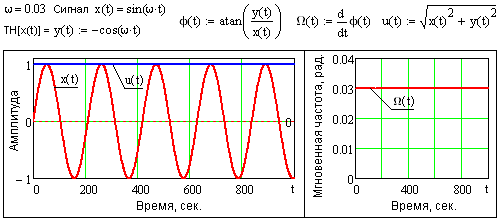 ω = 0.03 Сигнал x(t) = sin(ω·t)
TH[x(t)] = y(t) := −cos(ω·t)
ϕ(t) := atan(y(t)/x(t)) Ω(t) := d/dt ϕ(t) u(t) := √(x(t)² + y(t)²)
Амплитуда
1
0
−1
x(t)
u(t)
0
0 200 400 600 800 t
Время, сек.
Мгновенная частота, рад.
0.04
0.03
0.02
0.01
0
Ω(t)
0 400 800 t
Время, сек.